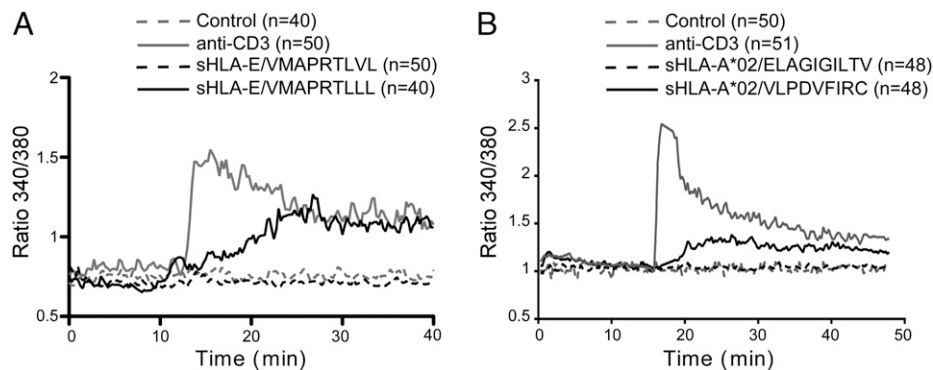 A
Control (n=40)
anti-CD3 (n=50)
sHLA-E/VMAPRTLVL (n=50)
sHLA-E/VMAPRTLLL (n=40)
Ratio 340/380
2
1.5
1
0.5
0
10
20
30
40
Time (min)
B
Control (n=50)
anti-CD3 (n=51)
sHLA-A*02/ELAGIGILTV (n=48)
sHLA-A*02/VLPDVFIRC (n=48)
Ratio 340/380
3
2.5
2
1.5
1
0.5
0
10
20
30
40
50
Time (min)